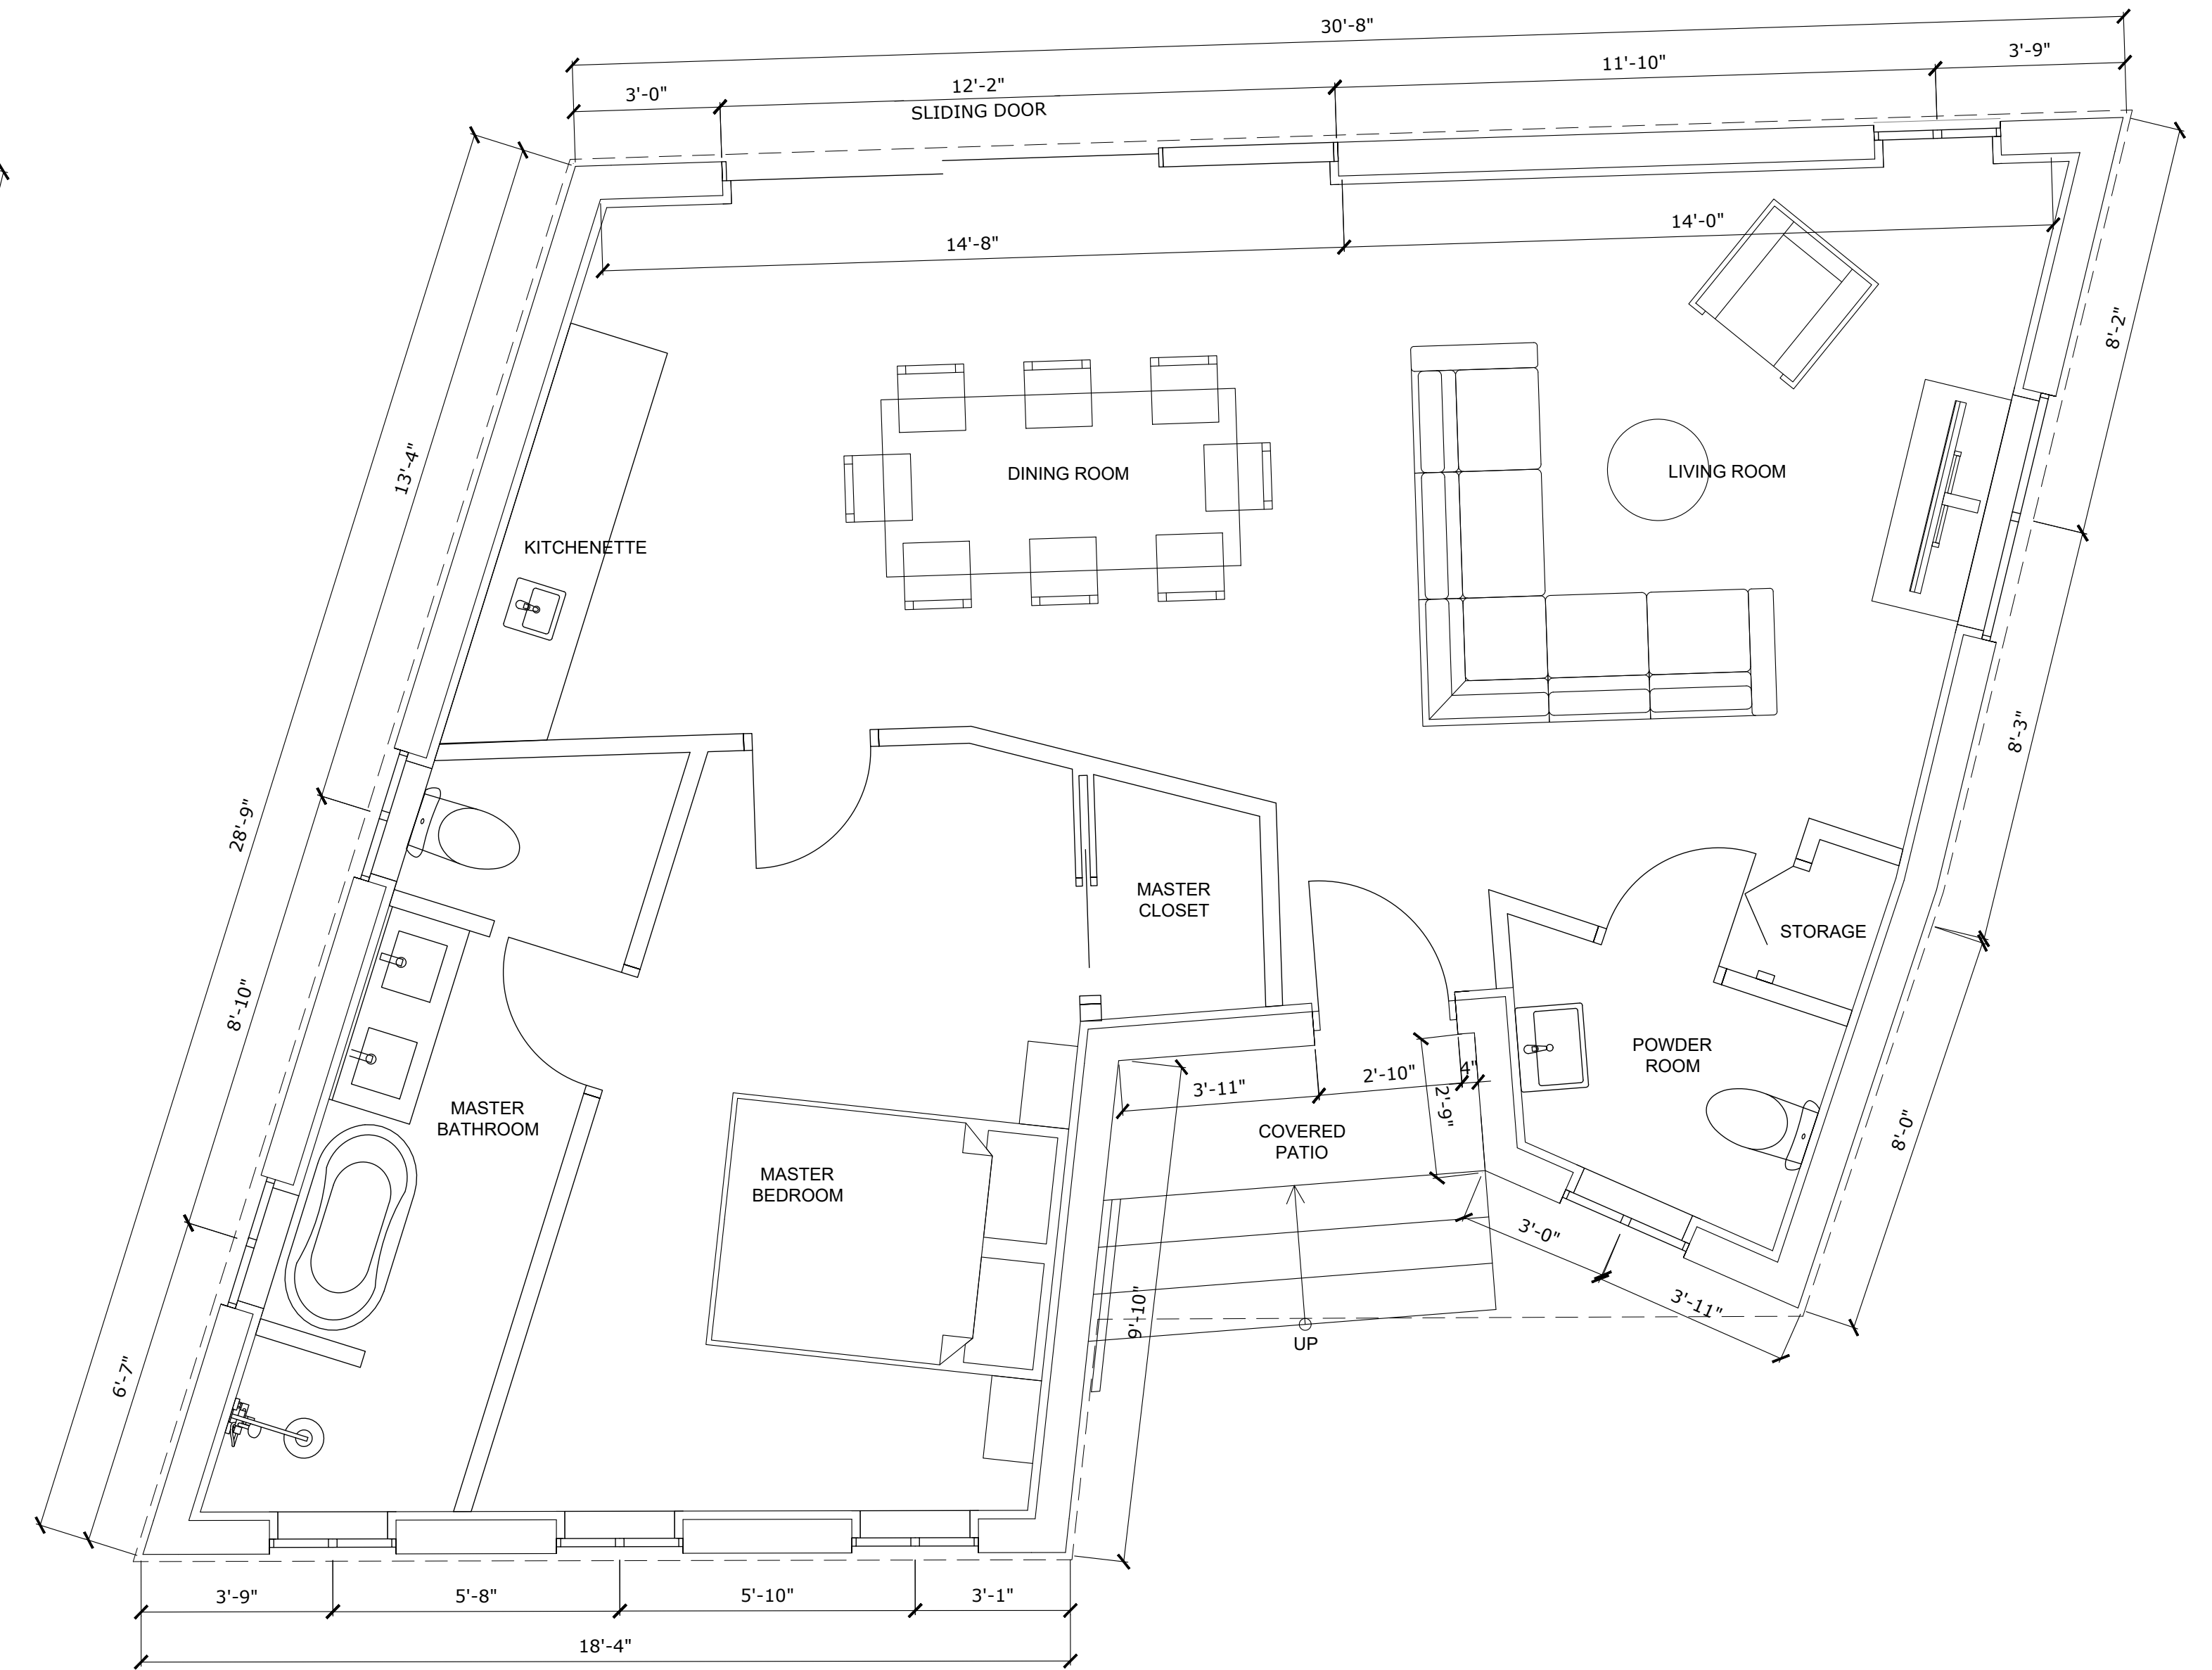 30'-8"
3'-0"
12'-2"
11'-10"
3'-9"
SLIDING DOOR
14'-8"
14'-0"
8'-2"
13'-4"
DINING ROOM
LIVING ROOM
KITCHENETTE
8'-3"
28'-9"
MASTER
CLOSET
STORAGE
8'-10"
POWDER
ROOM
3'-11"
2'-10"
4"
2'-9"
MASTER
BATHROOM
COVERED
PATIO
8'-0"
MASTER
BEDROOM
3'-0"
9'-10"
3'-11"
UP
6'-7"
3'-9"
5'-8"
5'-10"
3'-1"
18'-4"